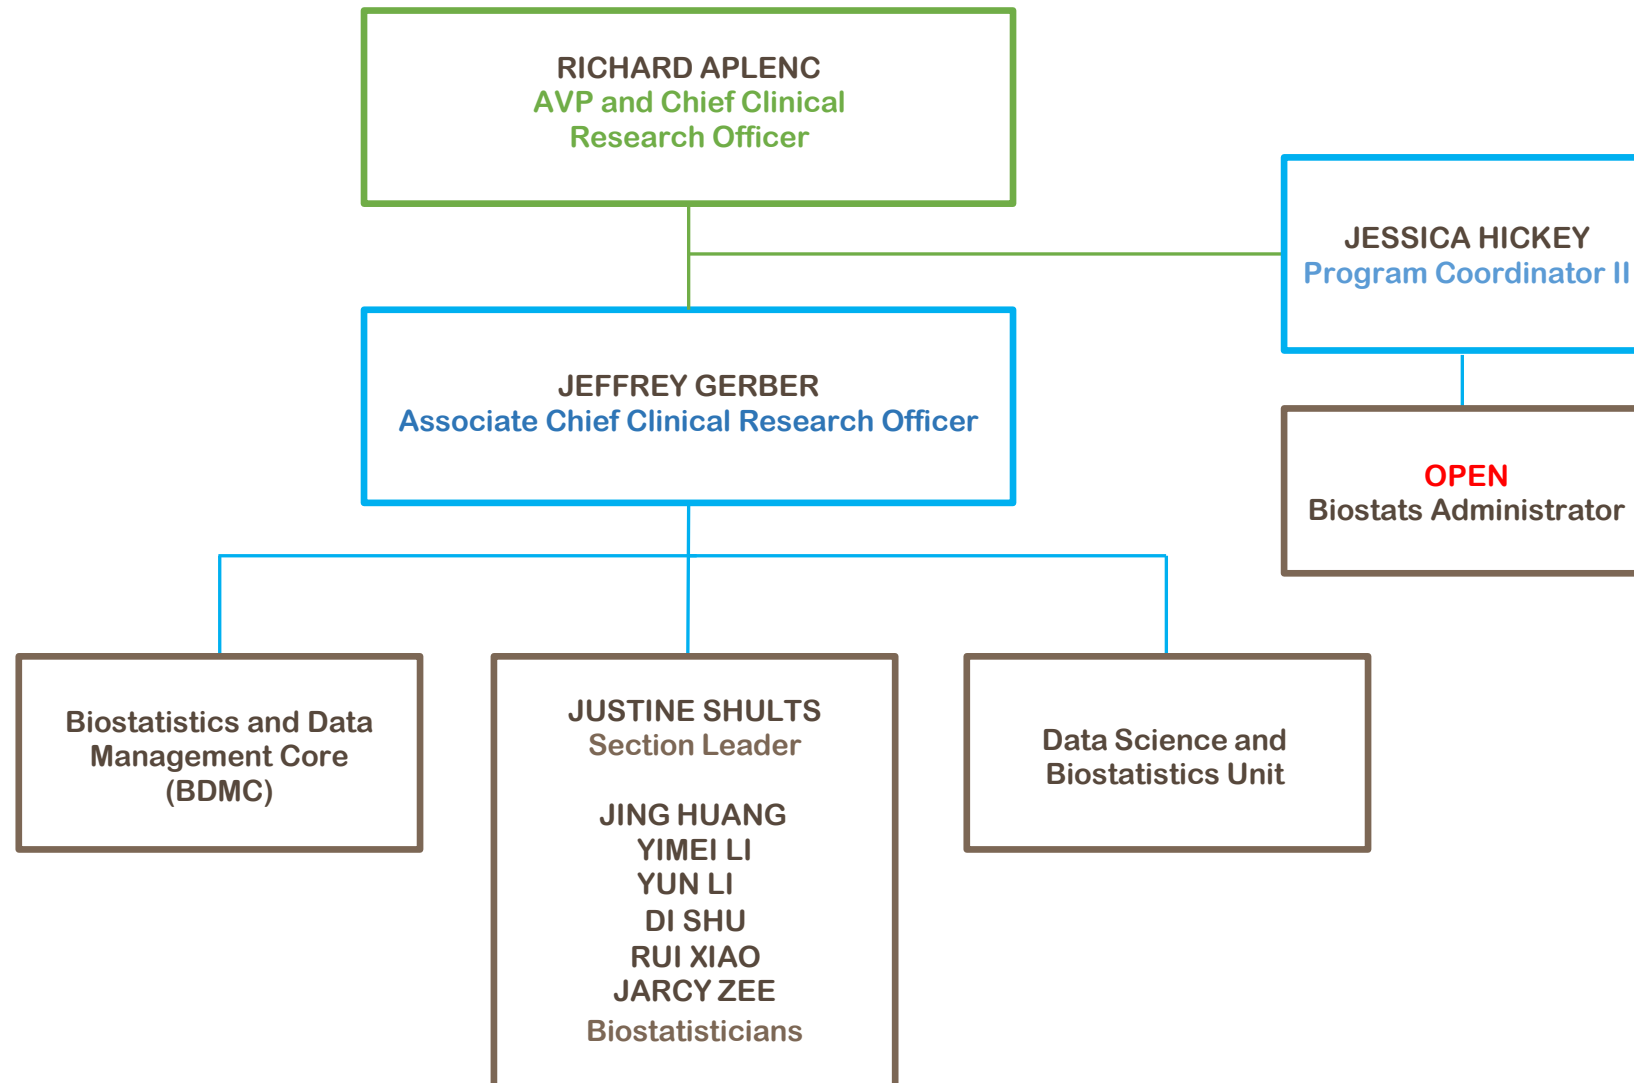 RICHARD APLENC
AVP and Chief Clinical
Research Officer
JESSICA HICKEY
Program Coordinator II
JEFFREY GERBER
Associate Chief Clinical Research Officer
OPEN
Biostats Administrator
Biostatistics and Data
Management Core
(BDMC)
JUSTINE SHULTS
Section Leader
JING HUANG
YIMEI LI
YUN LI
DI SHU
RUI XIAO
JARCY ZEE
Biostatisticians
Data Science and
Biostatistics Unit